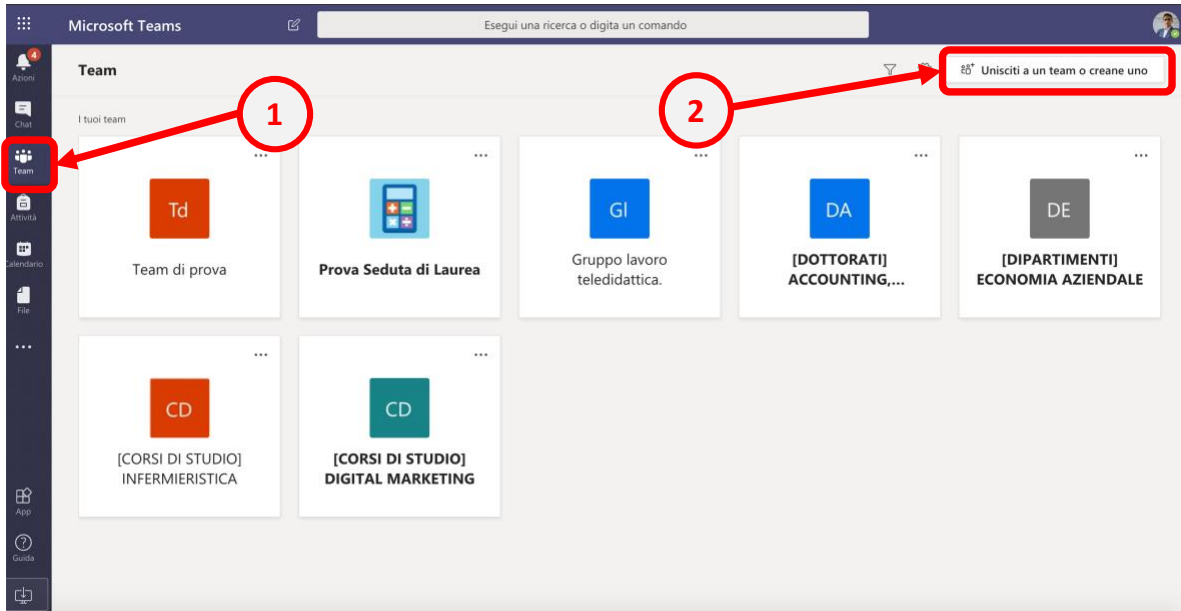 Microsoft Teams
Esegui una ricerca o digita un comando
4
Azioni
Chat
Team
Attività
Calendario
File
App
Guida
Team
Unisciti a un team o creane uno
1
2
I tuoi team
Td
Team di prova
Prova Seduta di Laurea
Gl
Gruppo lavoro
teledidattica.
DA
[DOTTORATI]
ACCOUNTING,...
DE
[DIPARTIMENTI]
ECONOMIA AZIENDALE
CD
[CORSI DI STUDIO]
INFERMIERISTICA
CD
[CORSI DI STUDIO]
DIGITAL MARKETING